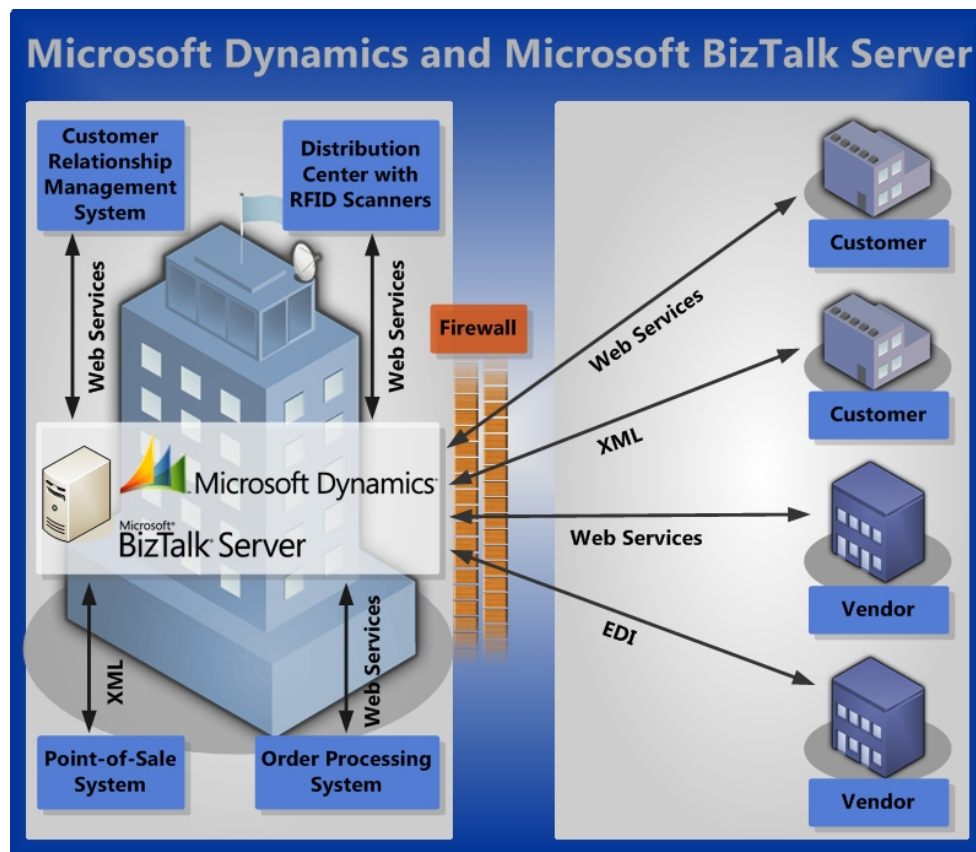 Microsoft Dynamics and Microsoft BizTalk Server
Customer
Relationship
Management
System
Distribution
Center with
RFID Scanners
Web Services
Web Services
Firewall
Microsoft Dynamics™
Microsoft®
BizTalk® Server
XML
Web Services
Point-of-Sale
System
Order Processing
System
Web Services
XML
Web Services
EDI
Customer
Customer
Vendor
Vendor